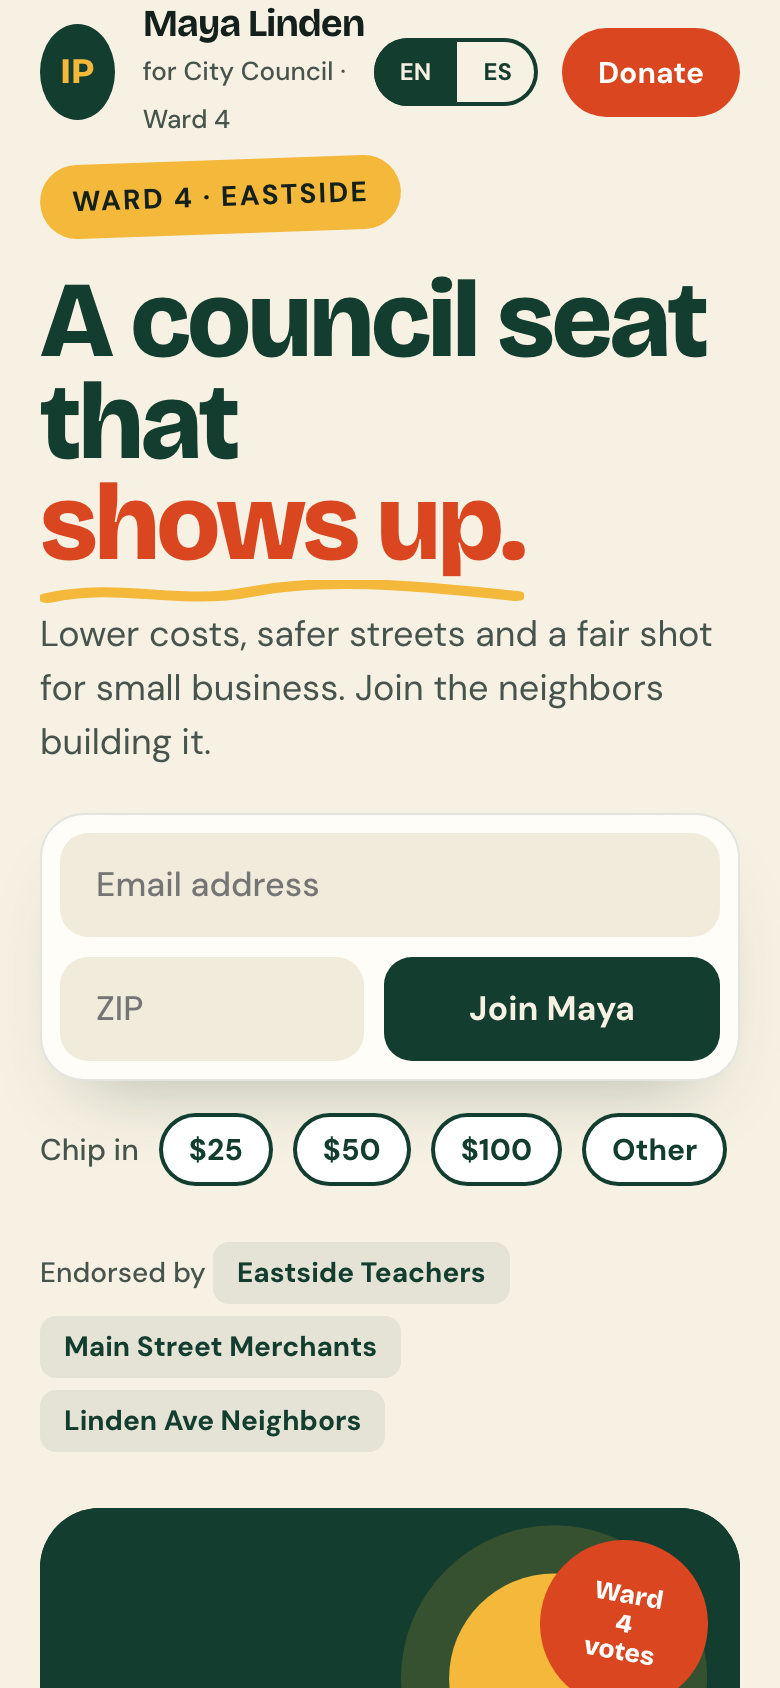 IP
Maya Linden
for City Council ·
Ward 4
EN
ES
Donate
WARD 4 · EASTSIDE
A council seat
that
shows up.
Lower costs, safer streets and a fair shot
for small business. Join the neighbors
building it.
Email address
ZIP
Join Maya
Chip in
$25
$50
$100
Other
Endorsed by
Eastside Teachers
Main Street Merchants
Linden Ave Neighbors
Ward
4
votes